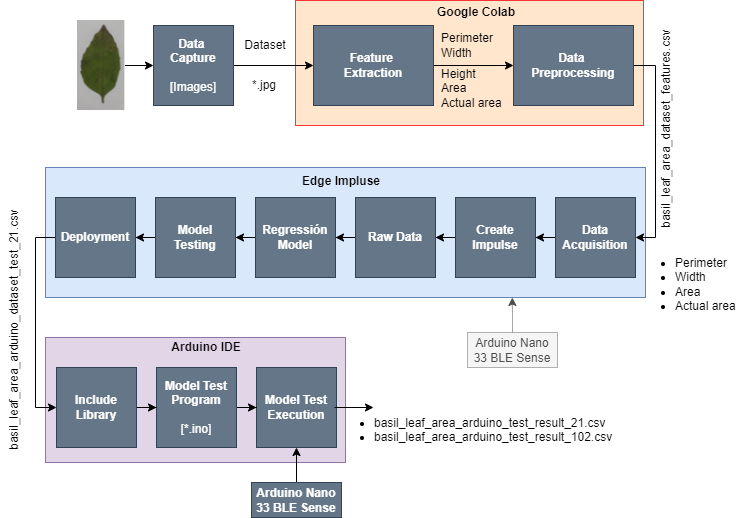 Google Colab
Data
Capture
[Images]
Dataset
*.jpg
Feature
Extraction
Perimeter
Width
Height
Area
Actual area
Data
Preprocessing
basil_leaf_area_dataset_features.csv
Edge Impluse
Deployment
Model
Testing
Regressión
Model
Raw Data
Create
Impulse
Data
Acquisition
Perimeter
Width
Area
Actual area
Arduino Nano
33 BLE Sense
basil_leaf_area_arduino_dataset_test_21.csv
Arduino IDE
Include
Library
Model Test
Program
[*.ino]
Model Test
Execution
basil_leaf_area_arduino_test_result_21.csv
basil_leaf_area_arduino_test_result_102.csv
Arduino Nano
33 BLE Sense